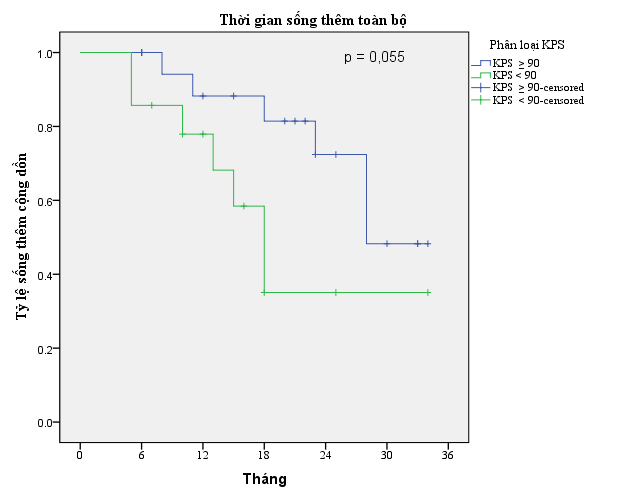 Thời gian sống thêm toàn bộ
p = 0,055
Phân loại KPS
KPS ≥ 90
KPS < 90
KPS ≥ 90-censored
KPS < 90-censored
Tỷ lệ sống thêm cộng dồn
1.0
0.8
0.6
0.4
0.2
0.0
0 6 12 18 24 30 36
Tháng